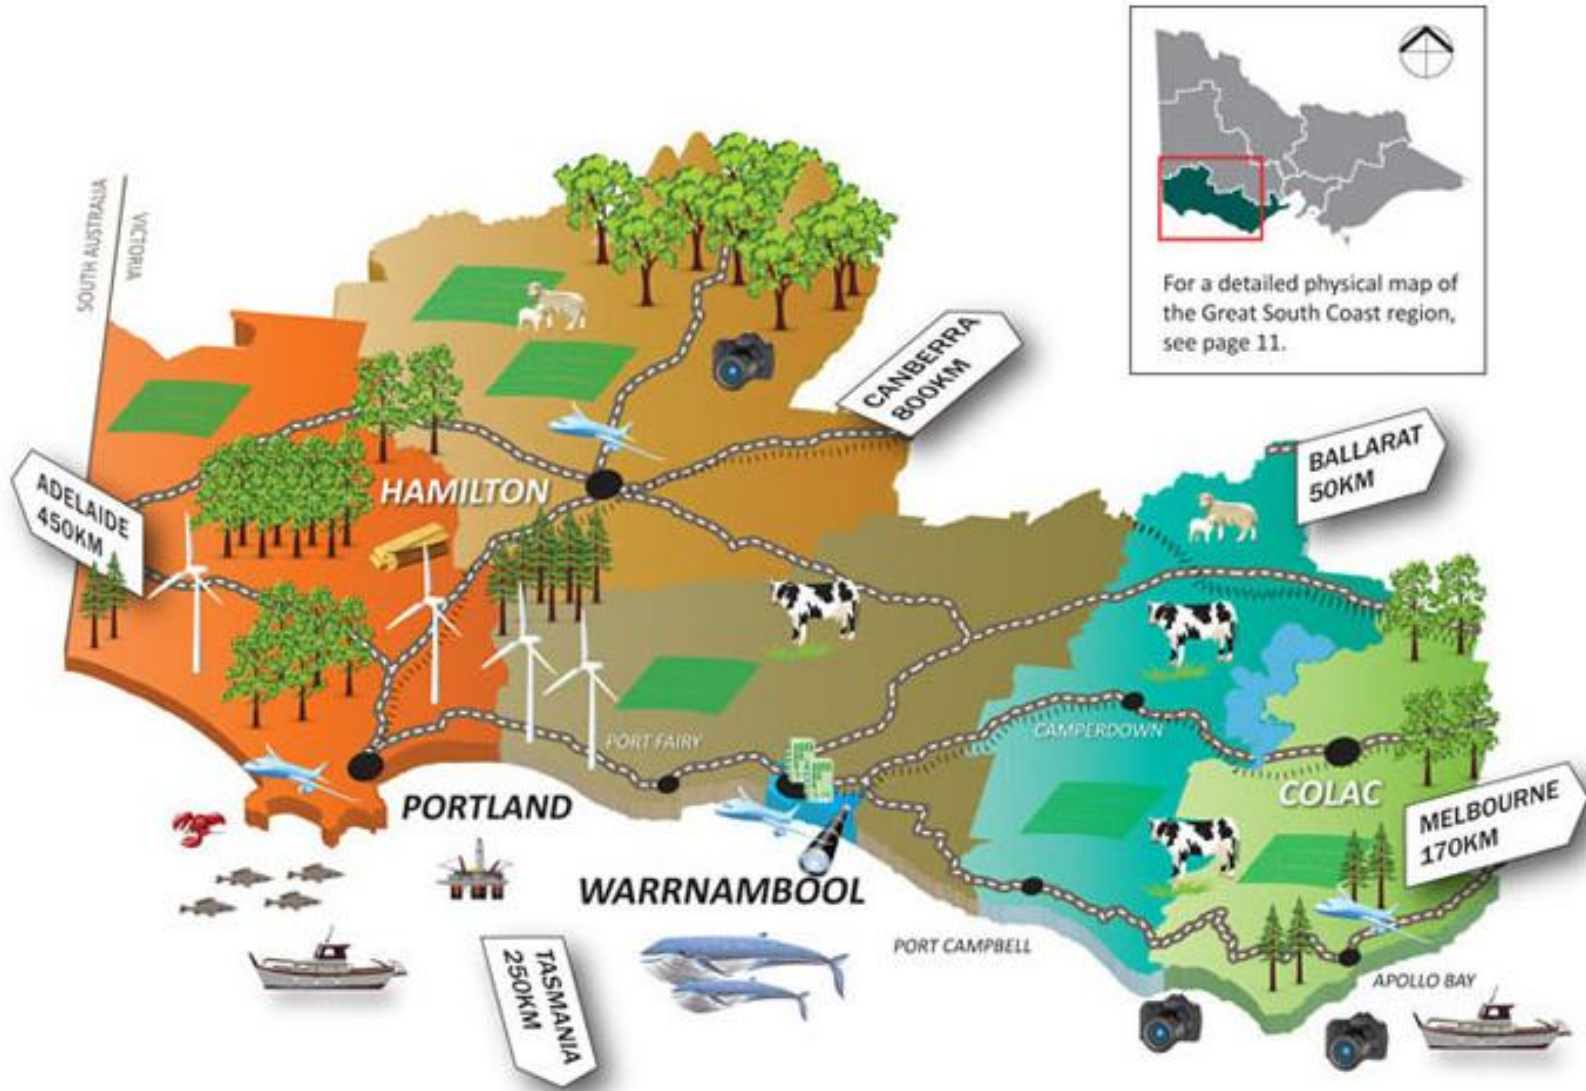 SOUTH AUSTRALIA
VICTORIA
For a detailed physical map of
the Great South Coast region,
see page 11.
CANBERRA
800KM
BALLARAT
50KM
ADELAIDE
450KM
HAMILTON
PORT FAIRY
CAMPERDOWN
COLAC
PORTLAND
MELBOURNE
170KM
WARRNAMBOOL
PORT CAMPBELL
TASMANIA
250KM
APOLLO BAY